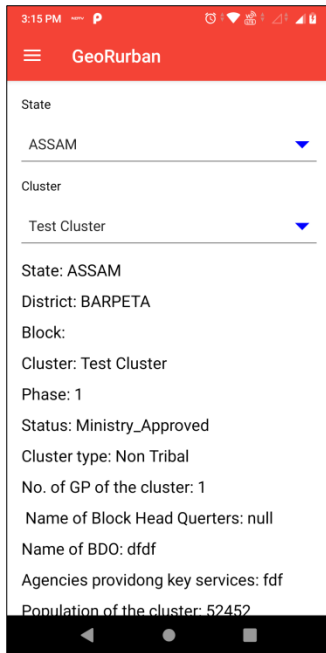 3:15 PM
GeoRurban
State
ASSAM
Cluster
Test Cluster
State: ASSAM
District: BARPETA
Block:
Cluster: Test Cluster
Phase: 1
Status: Ministry_Approved
Cluster type: Non Tribal
No. of GP of the cluster: 1
Name of Block Head Querters: null
Name of BDO: dfdf
Agencies providong key services: fdf
Population of the cluster: 52452